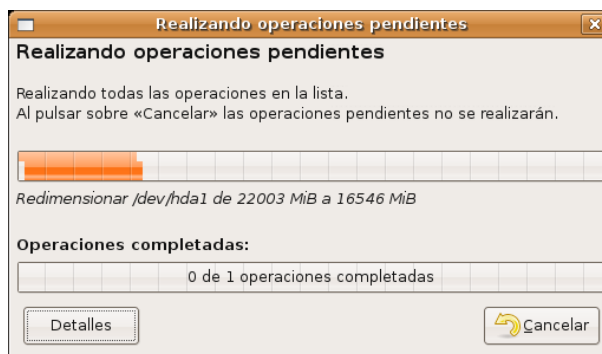 Realizando operaciones pendientes
Realizando operaciones pendientes
Realizando todas las operaciones en la lista.
Al pulsar sobre «Cancelar» las operaciones pendientes no se realizarán.
Redimensionar /dev/hda1 de 22003 MiB a 16546 MiB
Operaciones completadas:
0 de 1 operaciones completadas
Detalles
Cancelar